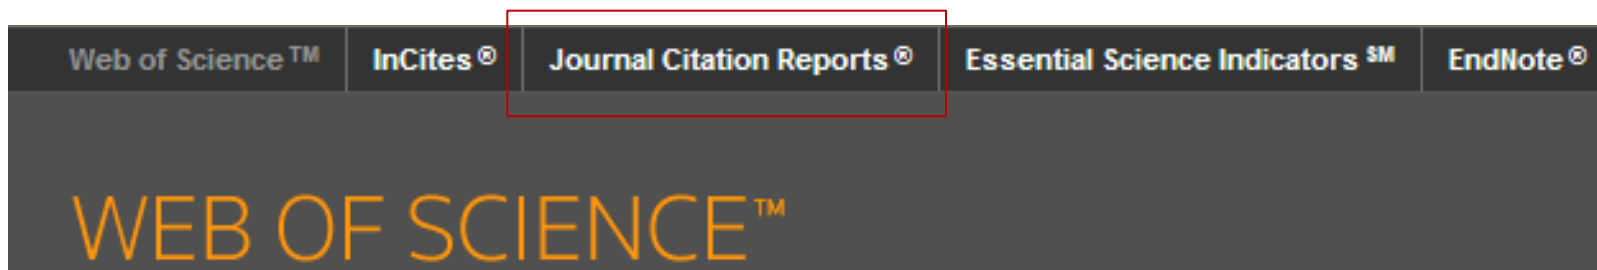 Web of Science™ InCites® Journal Citation Reports® Essential Science Indicators ℠ EndNote®
WEB OF SCIENCE™